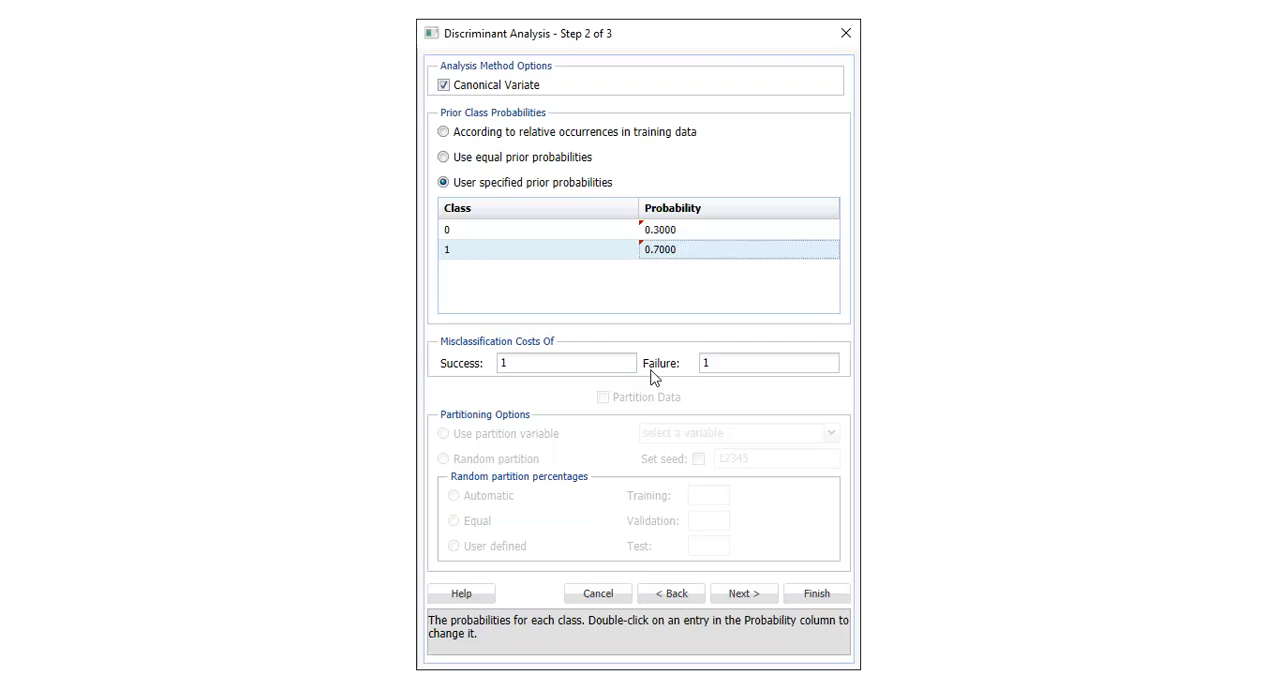 Discriminant Analysis - Step 2 of 3
Analysis Method Options
Canonical Variate
Prior Class Probabilities
According to relative occurrences in training data
Use equal prior probabilities
User specified prior probabilities
Class Probability
0 0.3000
1 0.7000
Misclassification Costs Of
Success: 1 Failure: 1
Partition Data
Partitioning Options
Use partition variable select a variable
Random partition Set seed: 12345
Random partition percentages
Automatic Training:
Equal Validation:
User defined Test:
Help Cancel < Back Next > Finish
The probabilities for each class. Double-click on an entry in the Probability column to
change it.